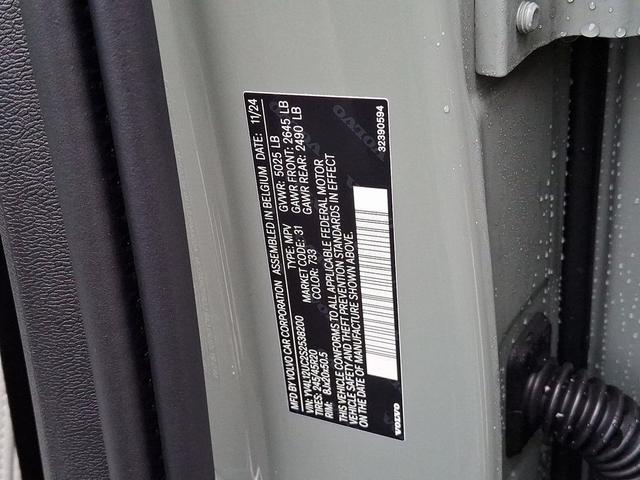 MFD BY VOLVO CAR CORPORATION ASSEMBLED IN BELGIUM DATE: 11/24
VIN: YV4L12UC2S2538200 TYPE: MPV GVWR: 5025 LB
TIRES: 245/45R20 MARKET CODE: 31 GAWR FRONT: 2645 LB
RIM: 8Jx20x50.5 COLOR: 733 GAWR REAR: 2490 LB
THIS VEHICLE CONFORMS TO ALL APPLICABLE FEDERAL MOTOR
VEHICLE SAFETY AND THEFT PREVENTION STANDARDS IN EFFECT
ON THE DATE OF MANUFACTURE SHOWN ABOVE.
VOLVO 32390594